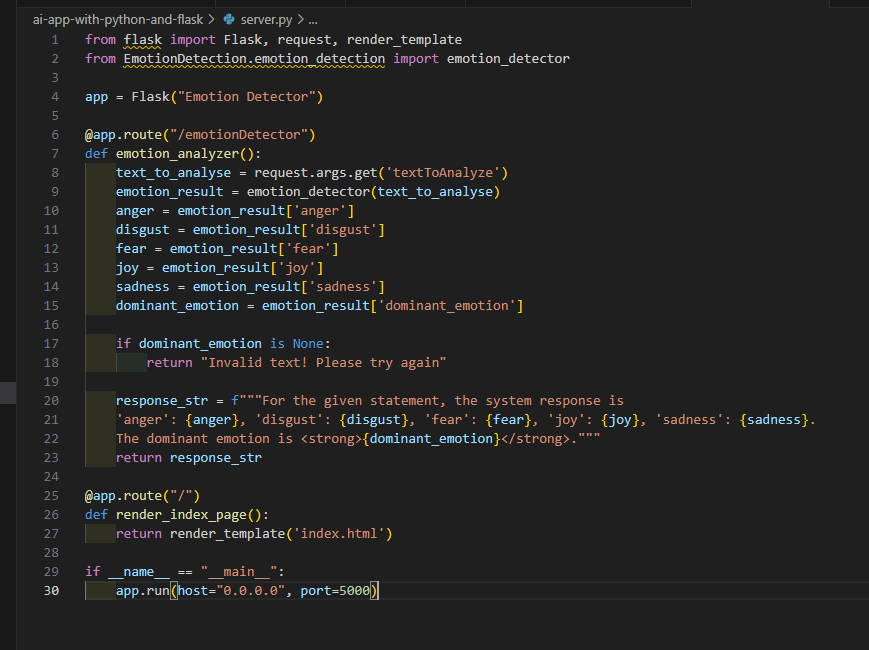 ai-app-with-python-and-flask > server.py > ...
1 from flask import Flask, request, render_template
2 from EmotionDetection.emotion_detection import emotion_detector
3
4 app = Flask("Emotion Detector")
5
6 @app.route("/emotionDetector")
7 def emotion_analyzer():
8     text_to_analyse = request.args.get('textToAnalyze')
9     emotion_result = emotion_detector(text_to_analyse)
10     anger = emotion_result['anger']
11     disgust = emotion_result['disgust']
12     fear = emotion_result['fear']
13     joy = emotion_result['joy']
14     sadness = emotion_result['sadness']
15     dominant_emotion = emotion_result['dominant_emotion']
16
17     if dominant_emotion is None:
18         return "Invalid text! Please try again"
19
20     response_str = f"""For the given statement, the system response is
21     'anger': {anger}, 'disgust': {disgust}, 'fear': {fear}, 'joy': {joy}, 'sadness': {sadness}.
22     The dominant emotion is <strong>{dominant_emotion}</strong>."""
23     return response_str
24
25 @app.route("/")
26 def render_index_page():
27     return render_template('index.html')
28
29 if __name__ == "__main__":
30     app.run(host="0.0.0.0", port=5000)